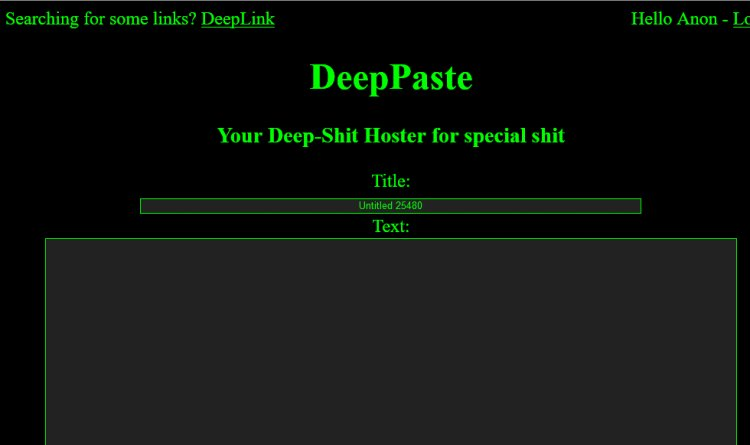 Searching for some links? DeepLink
Hello Anon -
DeepPaste
Your Deep-Shit Hoster for special shit
Title:
Untitled 25480
Text: